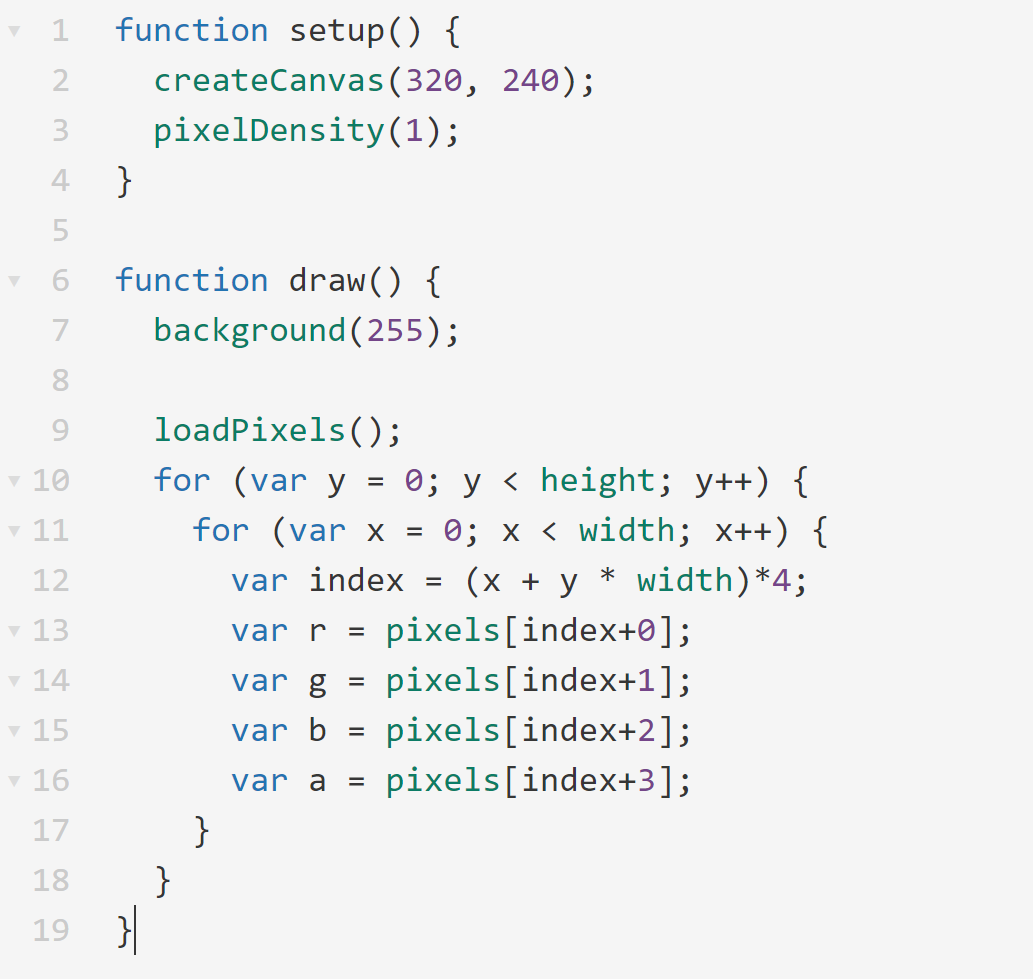 1 function setup() {
2   createCanvas(320, 240);
3   pixelDensity(1);
4 }
5
6 function draw() {
7   background(255);
8
9   loadPixels();
10   for (var y = 0; y < height; y++) {
11     for (var x = 0; x < width; x++) {
12       var index = (x + y * width)*4;
13       var r = pixels[index+0];
14       var g = pixels[index+1];
15       var b = pixels[index+2];
16       var a = pixels[index+3];
17     }
18   }
19 }